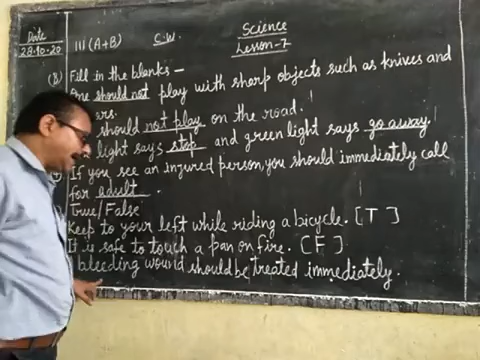 Date
28.10.20
III (A+B)
C.W.
Science
Lesson-7
(B) Fill in the blanks –
One should not play with sharp objects such as knives and
ers.
should not play on the road.
light says stop and green light says go away.
If you see an injured person, you should immediately call
for adult.
True/False
Keep to your left while riding a bicycle. [T]
It is safe to touch a pan on fire. [F]
bleeding wound should be treated immediately.